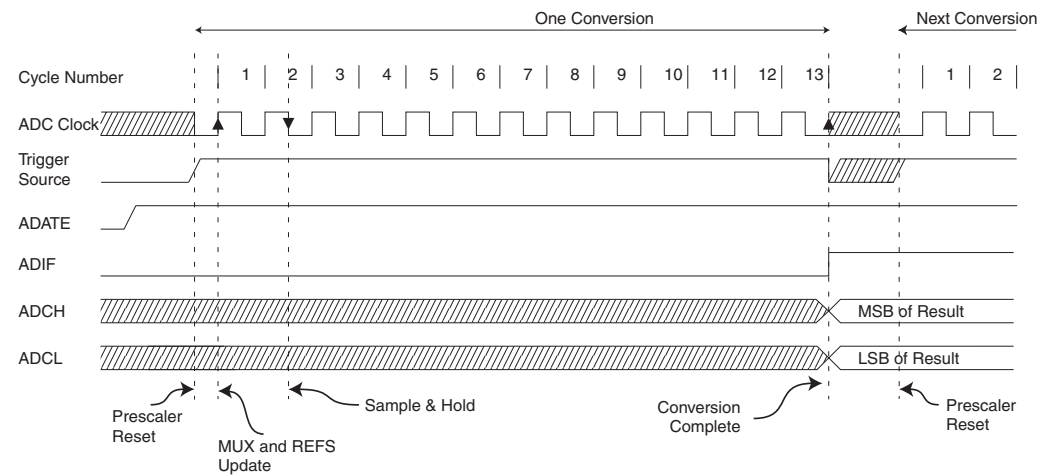 One Conversion
Next Conversion
Cycle Number
1 2 3 4 5 6 7 8 9 10 11 12 13 1 2
ADC Clock
Trigger
Source
ADATE
ADIF
ADCH
MSB of Result
ADCL
LSB of Result
Prescaler
Reset
MUX and REFS
Update
Sample & Hold
Conversion
Complete
Prescaler
Reset